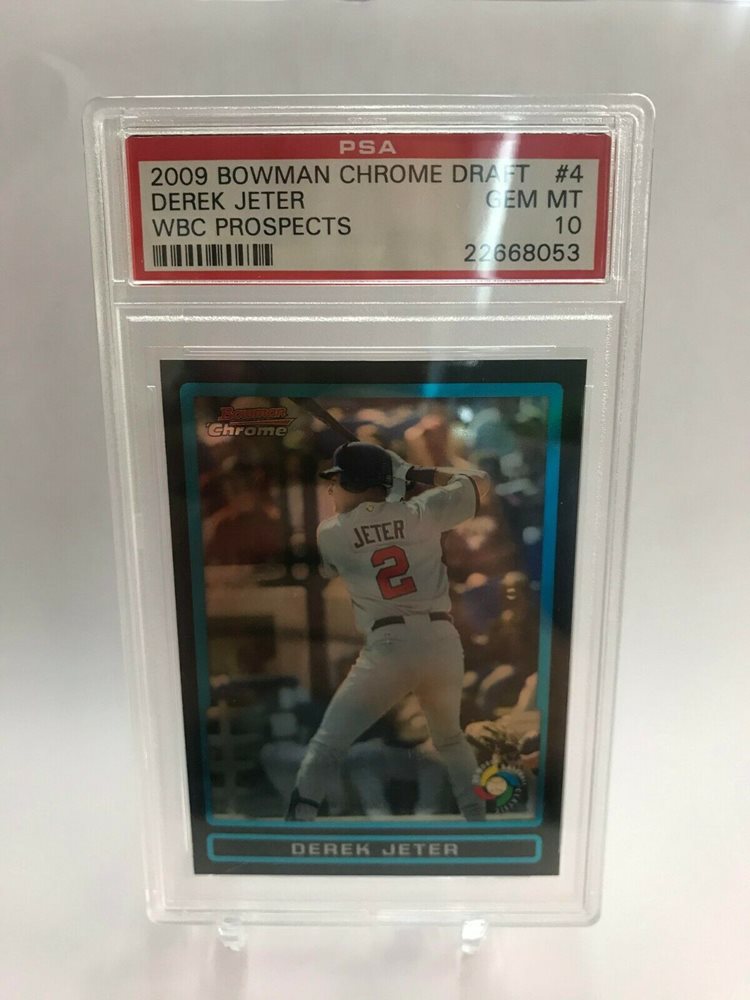 PSA
2009 BOWMAN CHROME DRAFT #4
DEREK JETER GEM MT
WBC PROSPECTS 10
22668053
Bowman
Chrome
JETER
2
DEREK JETER